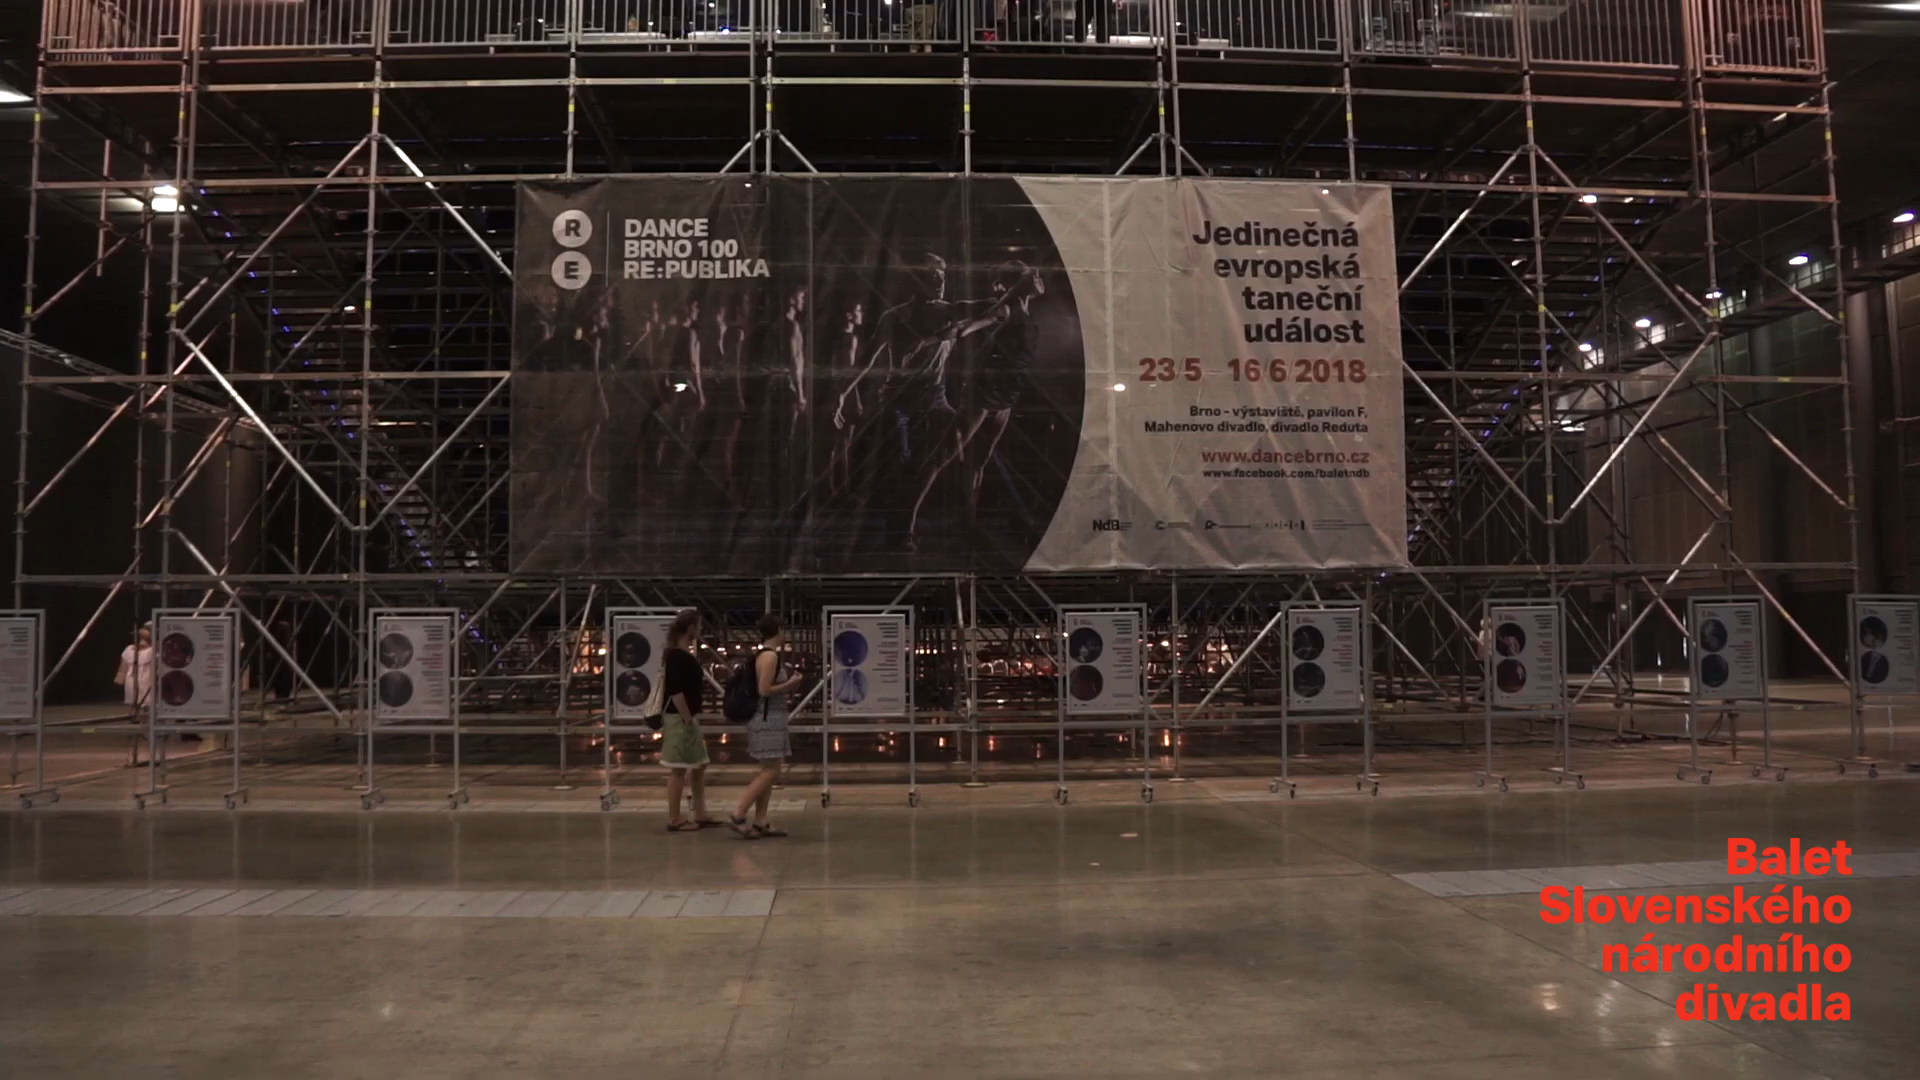 R
E
DANCE
BRNO 100
RE:PUBLIKA
Jedinečná
evropská
taneční
událost
23/5 16/6/2018
Brno - výstaviště, pavilon F,
Mahenovo divadlo, divadlo Reduta
www.dancebrno.cz
www.facebook.com/baletndb
NdB
Balet
Slovenského
národního
divadla